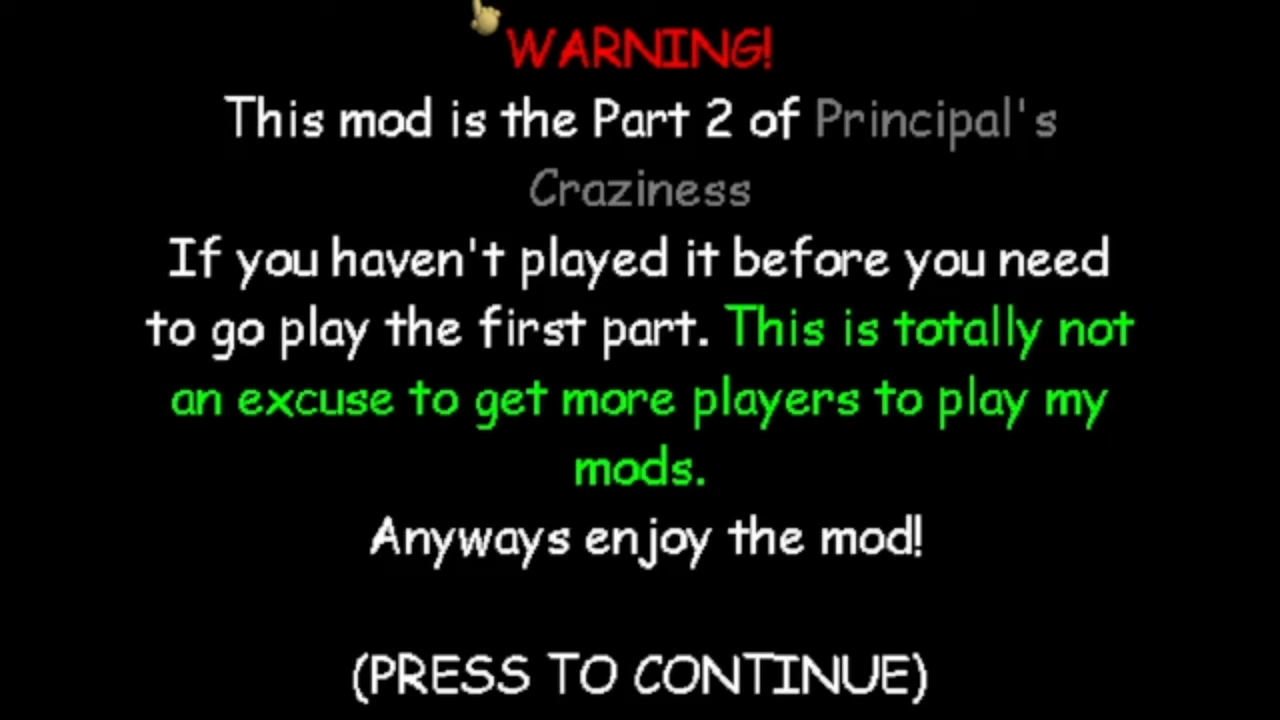 WARNING!
This mod is the Part 2 of Principal's
Craziness
If you haven't played it before you need
to go play the first part. This is totally not
an excuse to get more players to play my
mods.
Anyways enjoy the mod!
(PRESS TO CONTINUE)